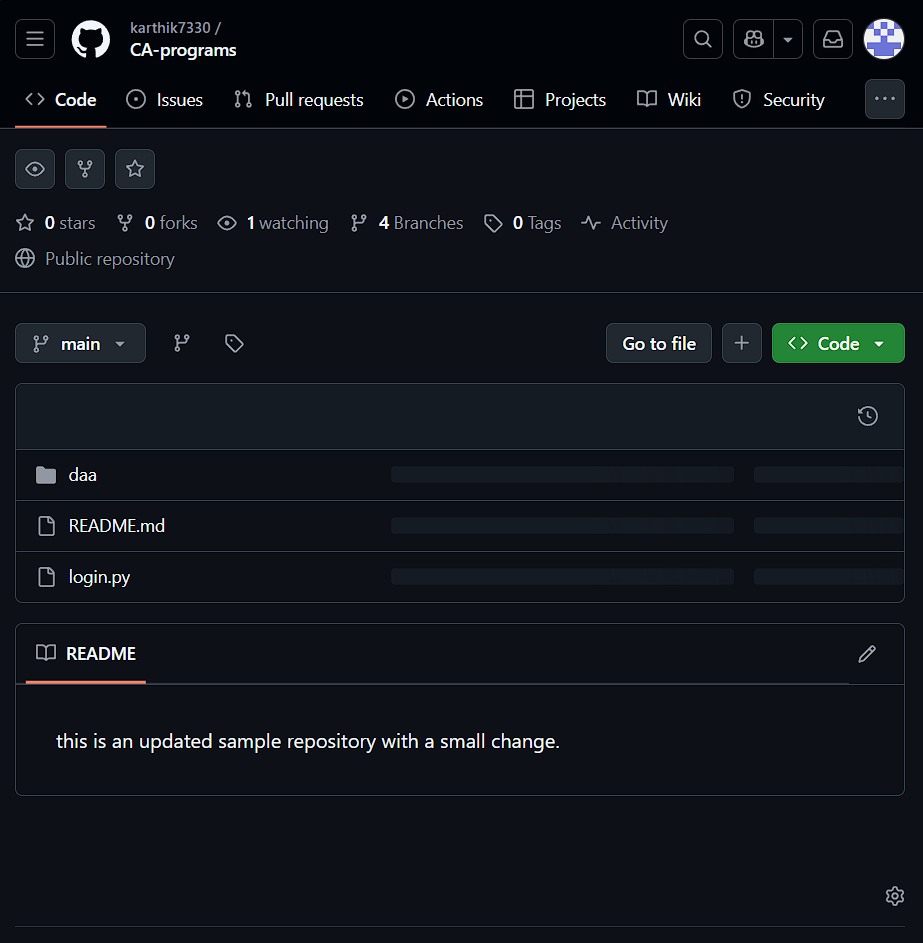 karthik7330 /
CA-programs
Code Issues Pull requests Actions Projects Wiki Security
0 stars 0 forks 1 watching 4 Branches 0 Tags Activity
Public repository
main Go to file Code
daa
README.md
login.py
README
this is an updated sample repository with a small change.